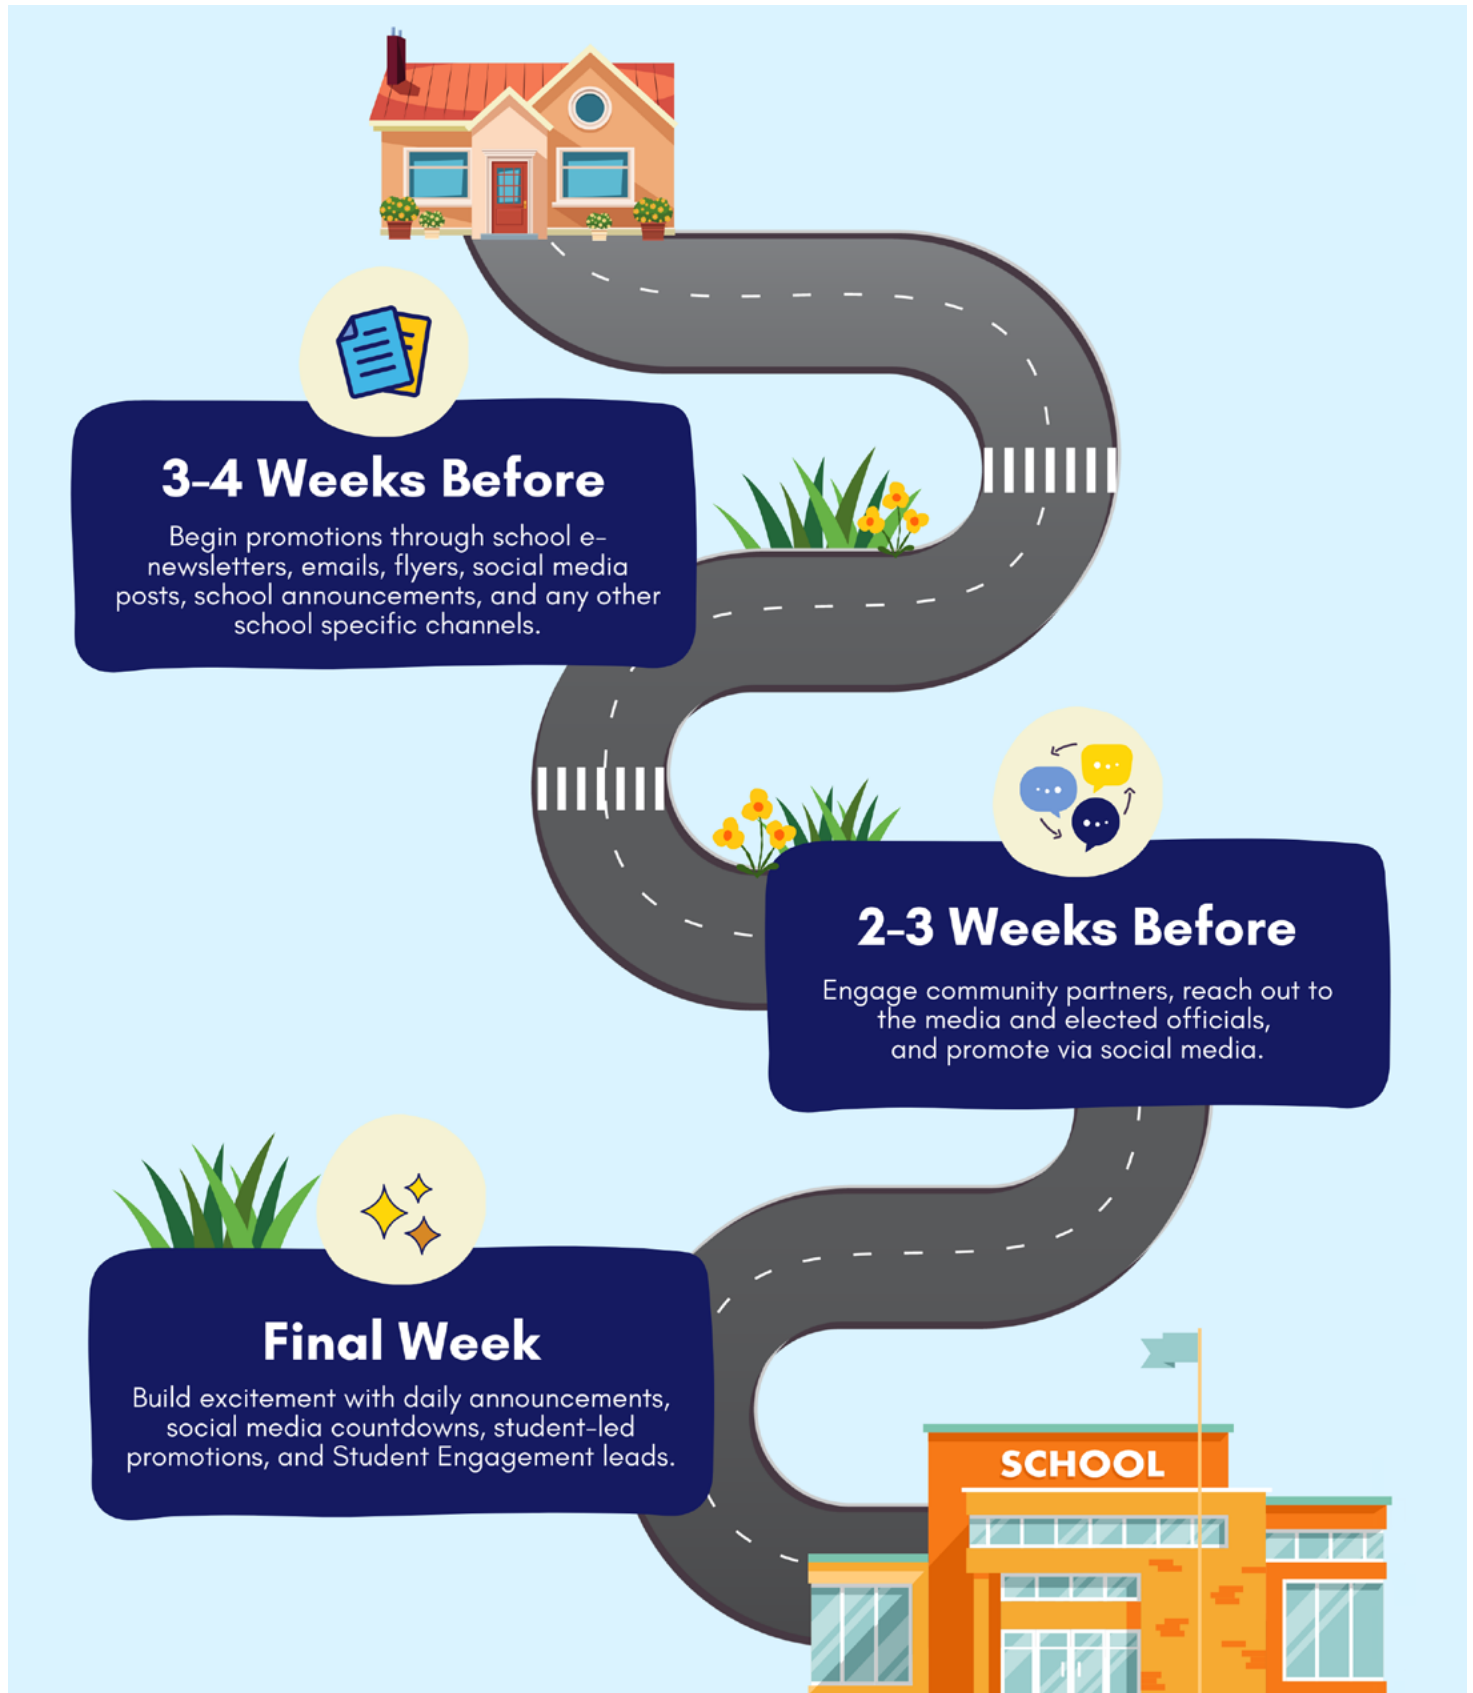 3-4 Weeks Before
Begin promotions through school e-
newsletters, emails, flyers, social media
posts, school announcements, and any other
school specific channels.
2-3 Weeks Before
Engage community partners, reach out to
the media and elected officials,
and promote via social media.
Final Week
Build excitement with daily announcements,
social media countdowns, student-led
promotions, and Student Engagement leads.
SCHOOL